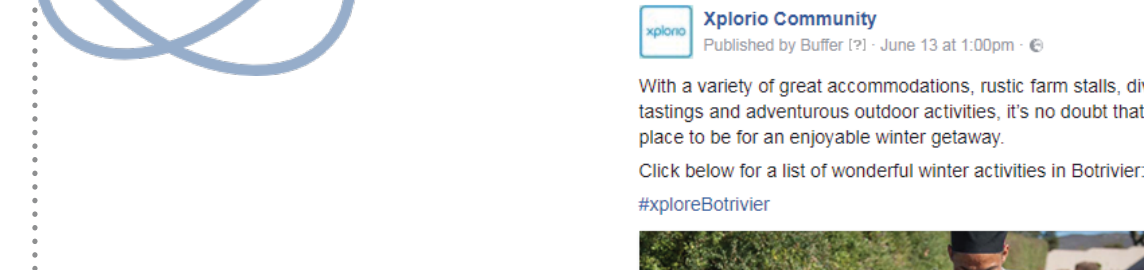 xplorio
Xplorio Community
Published by Buffer [?] · June 13 at 1:00pm ·
With a variety of great accommodations, rustic farm stalls,
tastings and adventurous outdoor activities, it's no doubt that
place to be for an enjoyable winter getaway.
Click below for a list of wonderful winter activities in Botrivier:
#xploreBotrivier